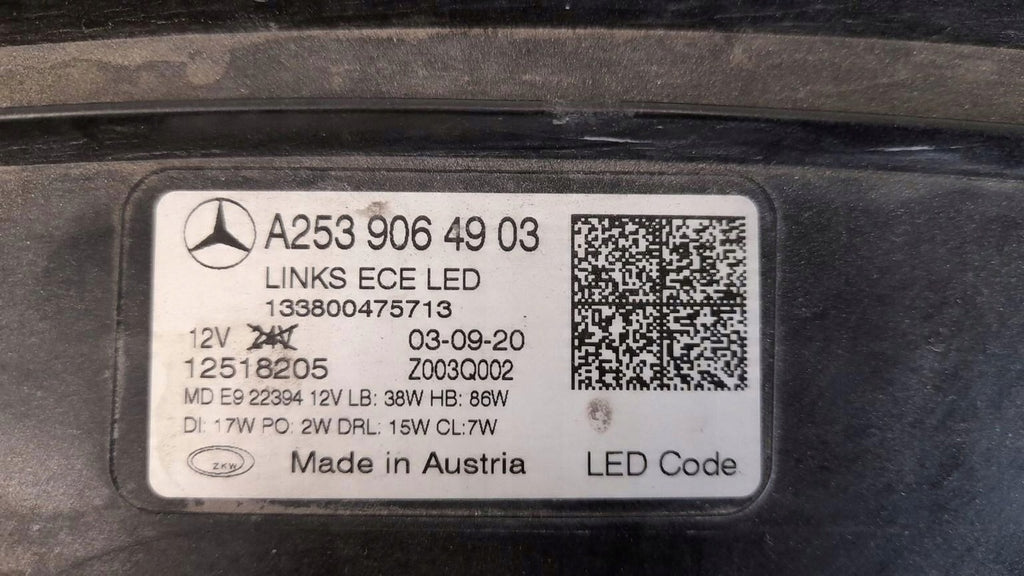 A253 906 49 03
LINKS ECE LED
133800475713
12V 24V 03-09-20
12518205 Z003Q002
MD E9 22394 12V LB: 38W HB: 86W
DI: 17W PO: 2W DRL: 15W CL:7W
ZKW Made in Austria LED Code